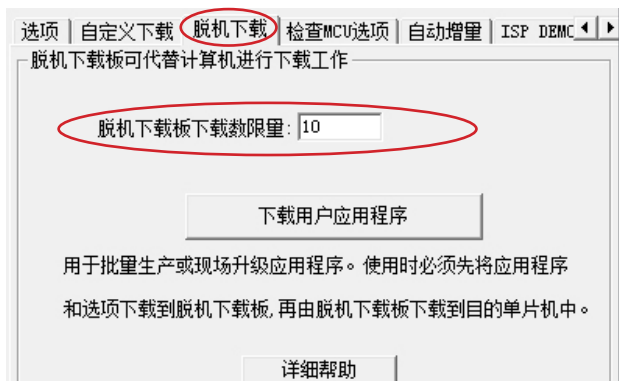 选项 自定义下载 脱机下载 检查MCU选项 自动增量 ISP DEMO
脱机下载板可代替计算机进行下载工作
脱机下载板下载数限量: 10
下载用户应用程序
用于批量生产或现场升级应用程序。使用时必须先将应用程序
和选项下载到脱机下载板,再由脱机下载板下载到目的单片机中。
详细帮助